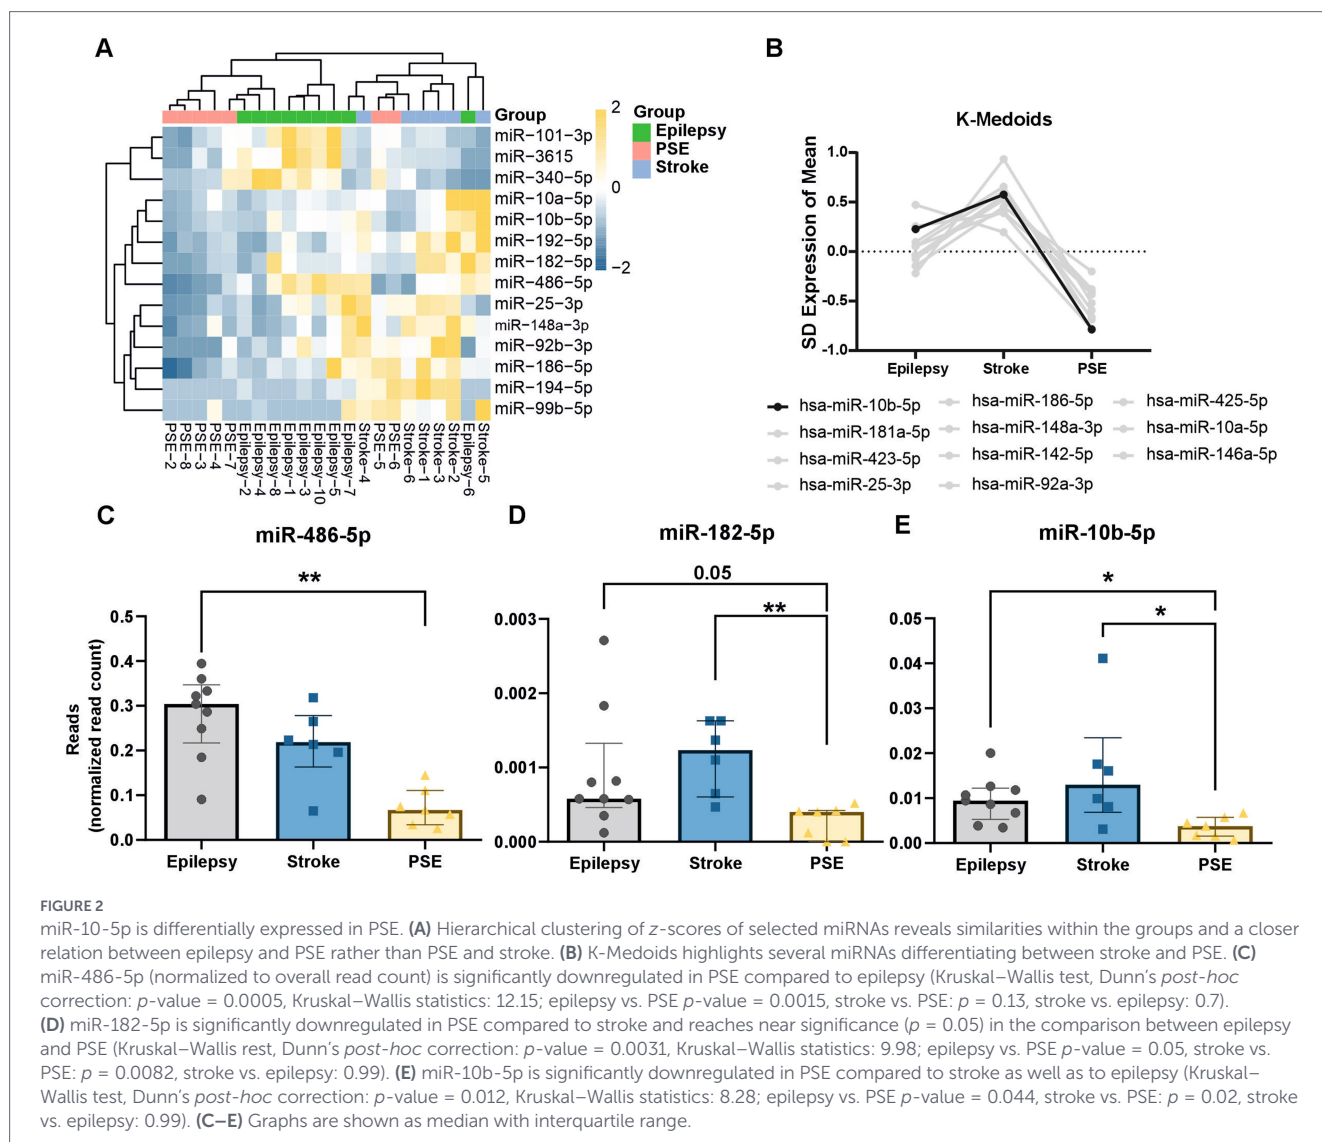 A
Group
miR−101−3p
miR−3615
miR−340−5p
miR−10a−5p
miR−10b−5p
miR−192−5p
miR−182−5p
miR−486−5p
miR−25−3p
miR−148a−3p
miR−92b−3p
miR−186−5p
miR−194−5p
miR−99b−5p
2
0
−2
Group
Epilepsy
PSE
Stroke
PSE−2
PSE−8
PSE−3
PSE−4
PSE−7
Epilepsy−2
Epilepsy−4
Epilepsy−8
Epilepsy−1
Epilepsy−3
Epilepsy−10
Epilepsy−5
Epilepsy−7
Stroke−4
PSE−5
PSE−6
Stroke−6
Stroke−1
Stroke−3
Stroke−2
Epilepsy−6
Stroke−5
B
K-Medoids
SD Expression of Mean
1.0
0.5
0.0
-0.5
-1.0
Epilepsy Stroke PSE
hsa-miR-10b-5p
hsa-miR-181a-5p
hsa-miR-423-5p
hsa-miR-25-3p
hsa-miR-186-5p
hsa-miR-148a-3p
hsa-miR-142-5p
hsa-miR-92a-3p
hsa-miR-425-5p
hsa-miR-10a-5p
hsa-miR-146a-5p
C
miR-486-5p
**
Reads
(normalized read count)
0.5
0.4
0.3
0.2
0.1
0.0
Epilepsy Stroke PSE
D
miR-182-5p
0.05
**
0.003
0.002
0.001
0.000
Epilepsy Stroke PSE
E
miR-10b-5p
*
*
0.05
0.04
0.03
0.02
0.01
0.00
Epilepsy Stroke PSE
FIGURE 2
miR-10-5p is differentially expressed in PSE. (A) Hierarchical clustering of z-scores of selected miRNAs reveals similarities within the groups and a closer
relation between epilepsy and PSE rather than PSE and stroke. (B) K-Medoids highlights several miRNAs differentiating between stroke and PSE. (C)
miR-486-5p (normalized to overall read count) is significantly downregulated in PSE compared to epilepsy (Kruskal–Wallis test, Dunn's post-hoc
correction: p-value = 0.0005, Kruskal–Wallis statistics: 12.15; epilepsy vs. PSE p-value = 0.0015, stroke vs. PSE: p = 0.13, stroke vs. epilepsy: 0.7).
(D) miR-182-5p is significantly downregulated in PSE compared to stroke and reaches near significance (p = 0.05) in the comparison between epilepsy
and PSE (Kruskal–Wallis rest, Dunn's post-hoc correction: p-value = 0.0031, Kruskal–Wallis statistics: 9.98; epilepsy vs. PSE p-value = 0.05, stroke vs.
PSE: p = 0.0082, stroke vs. epilepsy: 0.99). (E) miR-10b-5p is significantly downregulated in PSE compared to stroke as well as to epilepsy (Kruskal–
Wallis test, Dunn's post-hoc correction: p-value = 0.012, Kruskal–Wallis statistics: 8.28; epilepsy vs. PSE p-value = 0.044, stroke vs. PSE: p = 0.02, stroke
vs. epilepsy: 0.99). (C–E) Graphs are shown as median with interquartile range.